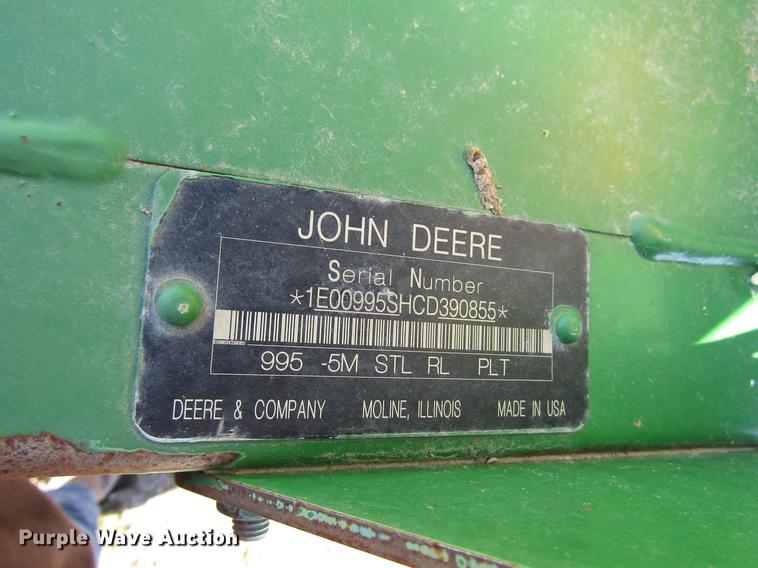 JOHN DEERE
Serial Number
*1E00995SHCD390855*
995 -5M STL RL PLT
DEERE & COMPANY MOLINE, ILLINOIS MADE IN USA
Purple Wave Auction